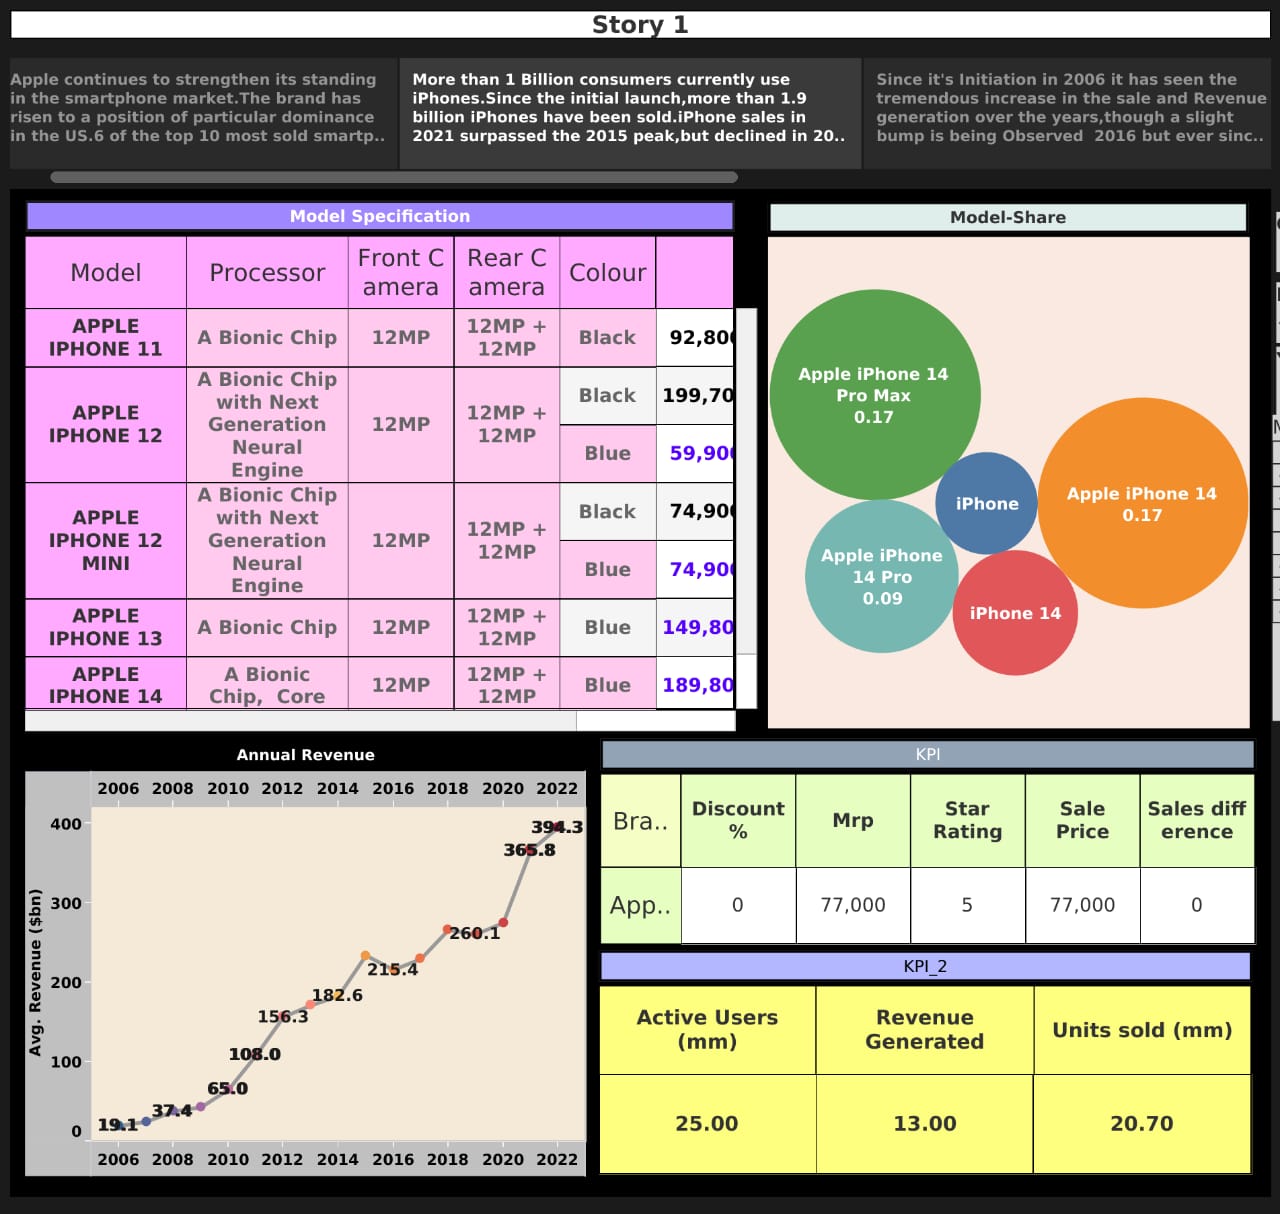 Story 1
Apple continues to strengthen its standing
in the smartphone market.The brand has
risen to a position of particular dominance
in the US.6 of the top 10 most sold smartp..
More than 1 Billion consumers currently use
iPhones.Since the initial launch,more than 1.9
billion iPhones have been sold.iPhone sales in
2021 surpassed the 2015 peak,but declined in 20..
Since it's Initiation in 2006 it has seen the
tremendous increase in the sale and Revenue
generation over the years,though a slight
bump is being Observed  2016 but ever sinc..
Model Specification
Model Processor Front C Rear C Colour
amera amera
APPLE
IPHONE 11
A Bionic Chip
12MP
12MP +
12MP
Black
92,800
APPLE
IPHONE 12
A Bionic Chip
with Next
Generation
Neural
Engine
12MP
12MP +
12MP
Black
199,70
Blue
59,900
APPLE
IPHONE 12
MINI
A Bionic Chip
with Next
Generation
Neural
Engine
12MP
12MP +
12MP
Black
74,900
Blue
74,900
APPLE
IPHONE 13
A Bionic Chip
12MP
12MP +
12MP
Blue
149,80
APPLE
IPHONE 14
A Bionic
Chip,  Core
12MP
12MP +
12MP
Blue
189,80
Model-Share
Apple iPhone 14
Pro Max
0.17
iPhone
Apple iPhone 14
0.17
Apple iPhone
14 Pro
0.09
iPhone 14
Annual Revenue
2006 2008 2010 2012 2014 2016 2018 2020 2022
Avg. Revenue ($bn)
400
300
200
100
0
394.3
365.8
260.1
215.4
182.6
156.3
108.0
65.0
37.4
19.1
2006 2008 2010 2012 2014 2016 2018 2020 2022
KPI
Bra..
Discount
%
Mrp
Star
Rating
Sale
Price
Sales diff
erence
App.. 0 77,000 5 77,000 0
KPI_2
Active Users
(mm)
Revenue
Generated
Units sold (mm)
25.00 13.00 20.70